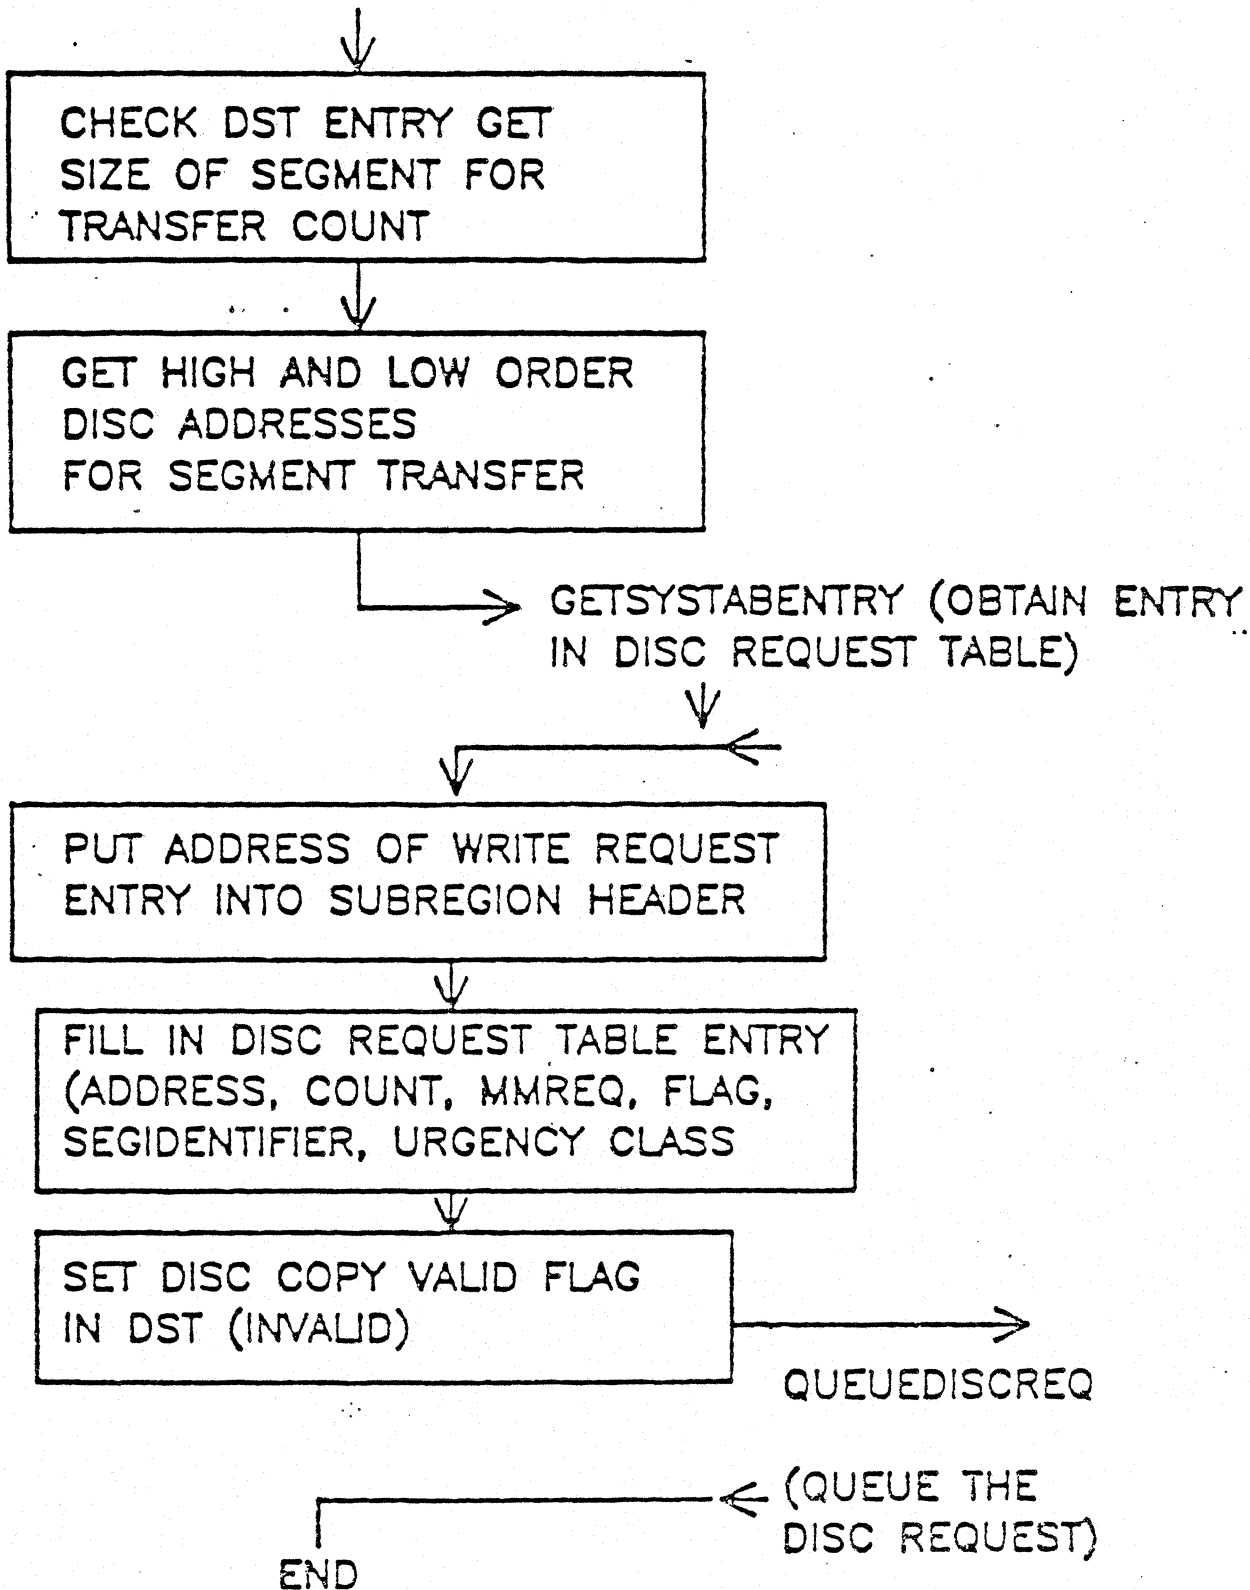 CHECK DST ENTRY GET
SIZE OF SEGMENT FOR
TRANSFER COUNT
GET HIGH AND LOW ORDER
DISC ADDRESSES
FOR SEGMENT TRANSFER
GETSYSTABENTRY (OBTAIN ENTRY
IN DISC REQUEST TABLE)
PUT ADDRESS OF WRITE REQUEST
ENTRY INTO SUBREGION HEADER
FILL IN DISC REQUEST TABLE ENTRY
(ADDRESS, COUNT, MMREQ, FLAG,
SEGIDENTIFIER, URGENCY CLASS
SET DISC COPY VALID FLAG
IN DST (INVALID)
QUEUEDISCREQ
(QUEUE THE
DISC REQUEST)
END